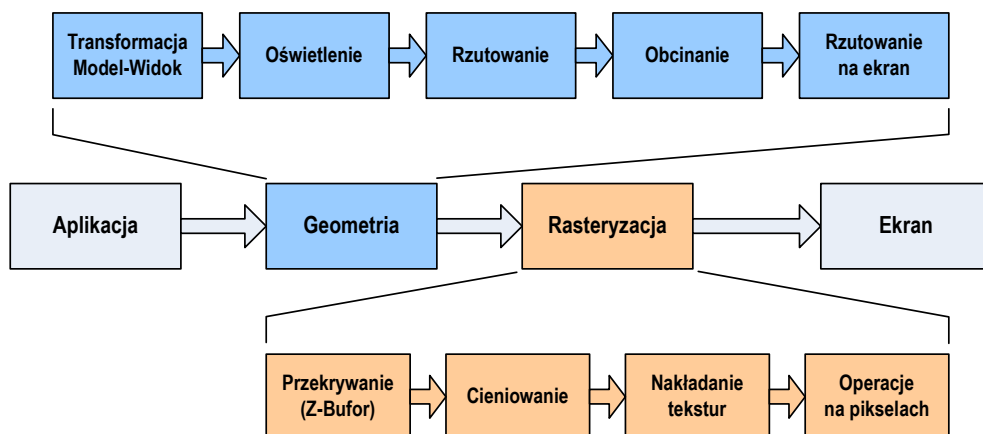 Transformacja
Model-Widok
Oświetlenie
Rzutowanie
Obcinanie
Rzutowanie
na ekran
Aplikacja
Geometria
Rasteryzacja
Ekran
Przekrywanie
(Z-Bufor)
Cieniowanie
Nakładanie
tekstur
Operacje
na pikselach